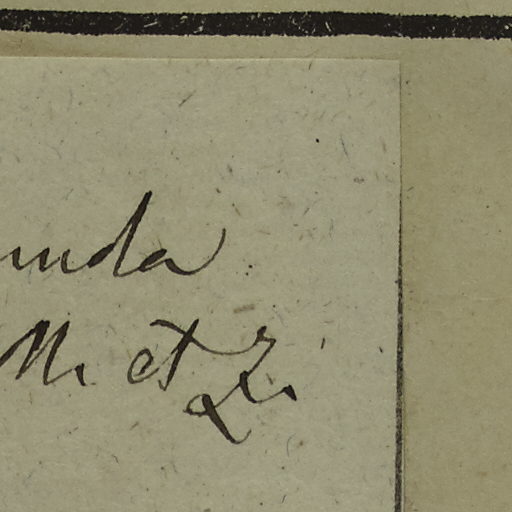 unda
M. et Z.